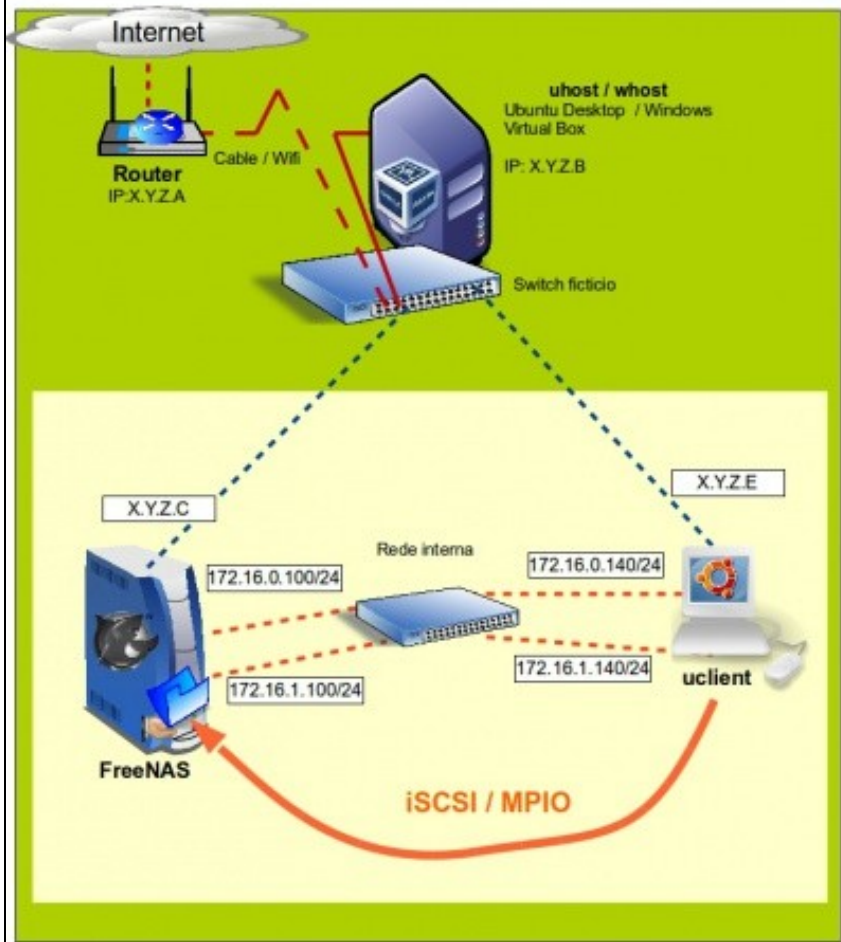 Internet
Router
IP:X.Y.Z.A
Cable / Wifi
uhost / whost
Ubuntu Desktop / Windows
Virtual Box
IP: X.Y.Z.B
Switch ficticio
X.Y.Z.C
X.Y.Z.E
Rede interna
172.16.0.100/24
172.16.0.140/24
172.16.1.100/24
172.16.1.140/24
FreeNAS
uclient
iSCSI / MPIO